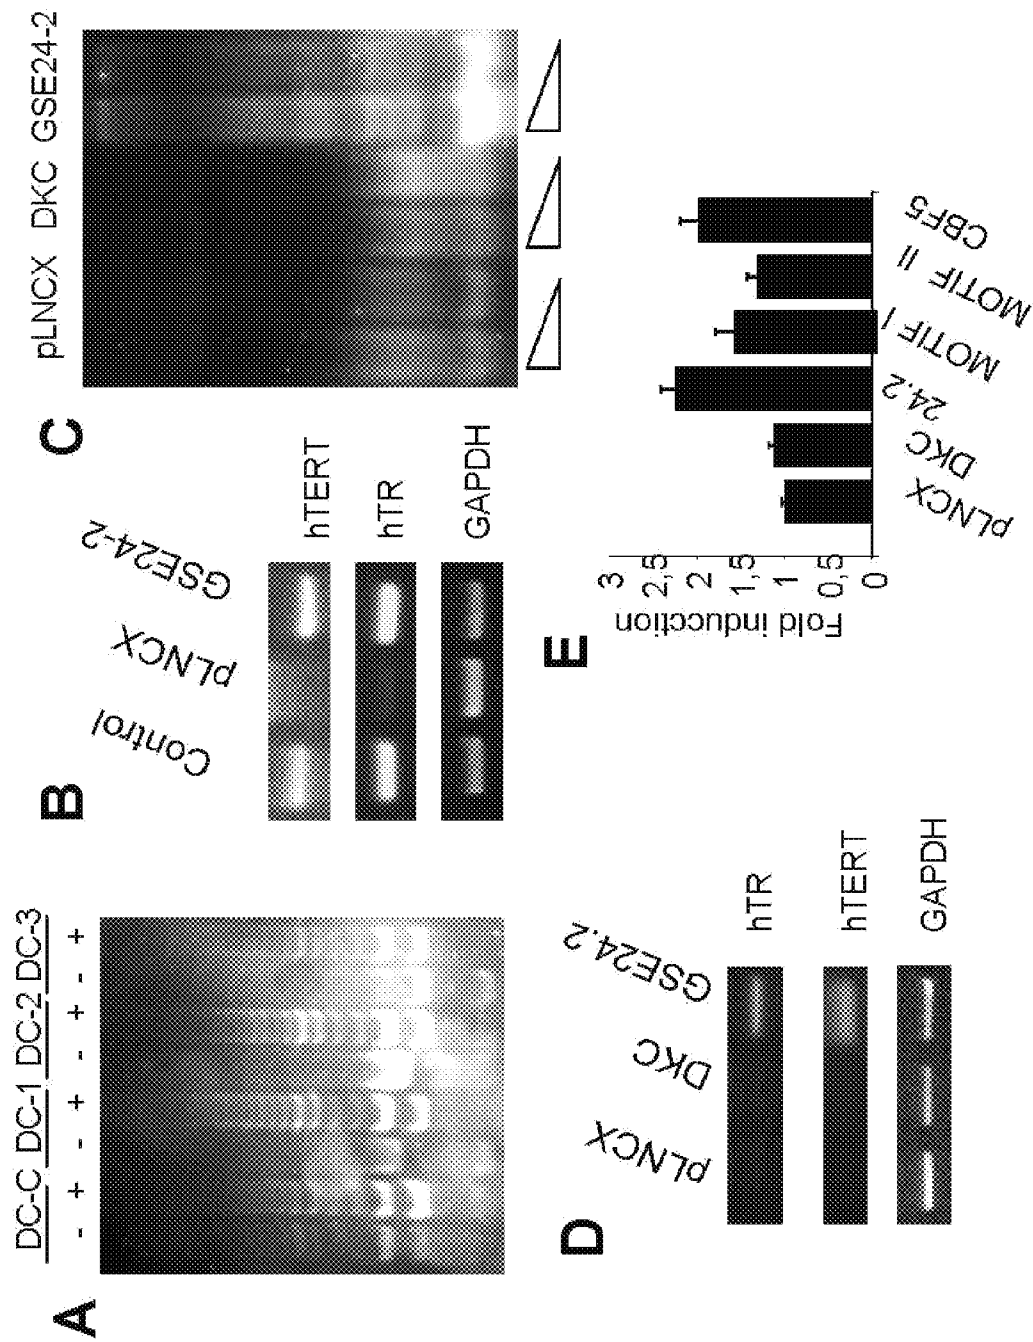 A
DC-C DC-1 DC-2 DC-3
- + - + - + - +
B
Control pLNCX GSE24-2
hTERT
hTR
GAPDH
C
pLNCX DKC GSE24-2
D
pLNCX DKC GSE24.2
hTR
hTERT
GAPDH
E
Fold inducction
3
2,5
2
1,5
1
0,5
0
pLNCX DKC 24.2 MOTIF I MOTIF II CBF5